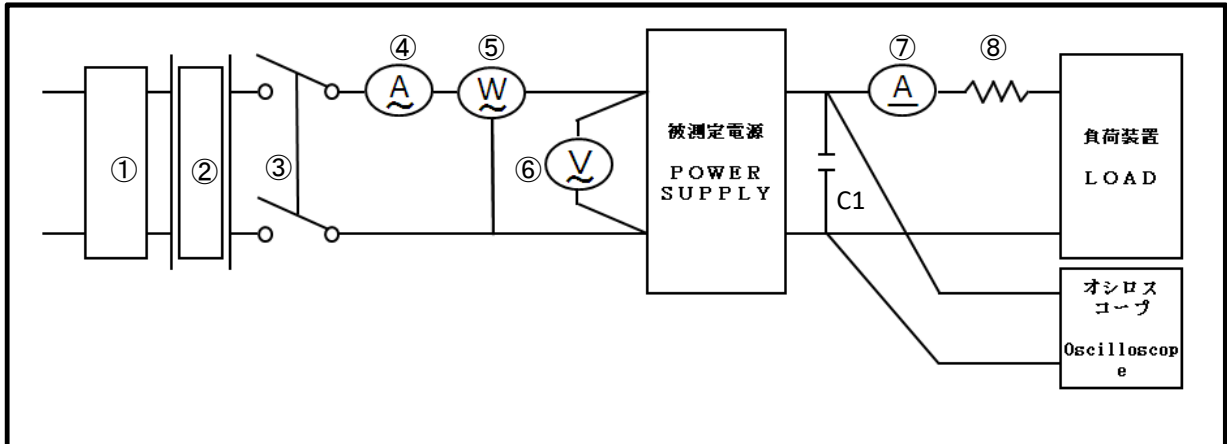 ④
⑤
⑦
⑧
A
~
W
~
A
被測定電源
POWER
SUPPLY
負荷装置
LOAD
①
②
③
⑥
V
~
C1
オシロス
コープ
Oscilloscop
e